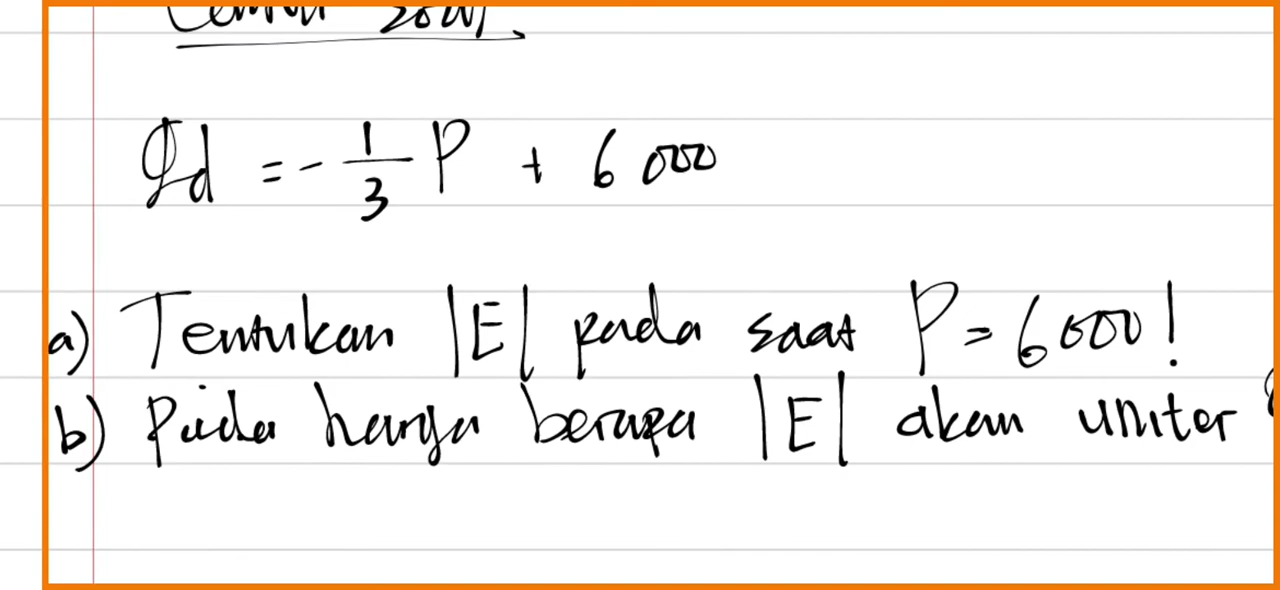 Qd = - 1/3 P + 6000
a) Tentukan |E| pada saat P = 6000!
b) Pada harga berapa |E| akan uniter